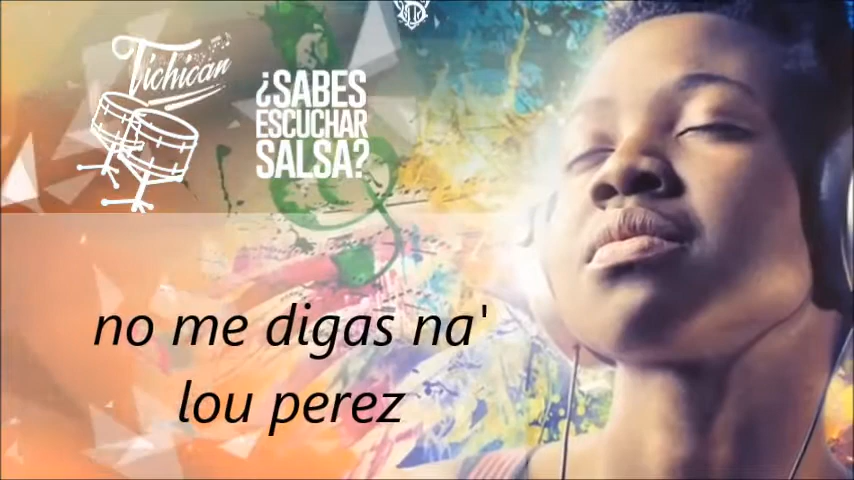 Tichican
¿SABES
ESCUCHAR
SALSA?
no me digas na'
lou perez